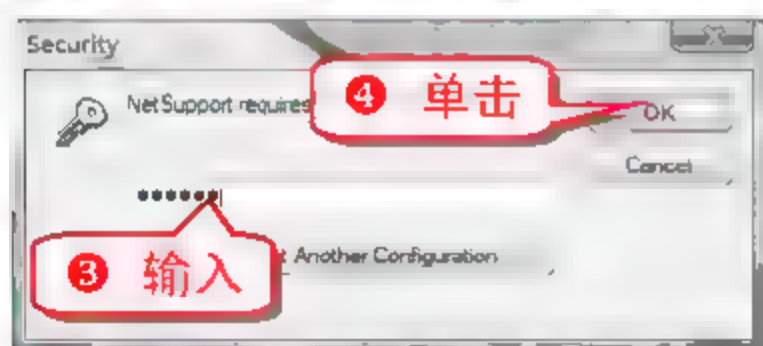 Security
NetSupport requires
❹ 单击
OK
Cancel
••••••
❸ 输入
t Another Configuration